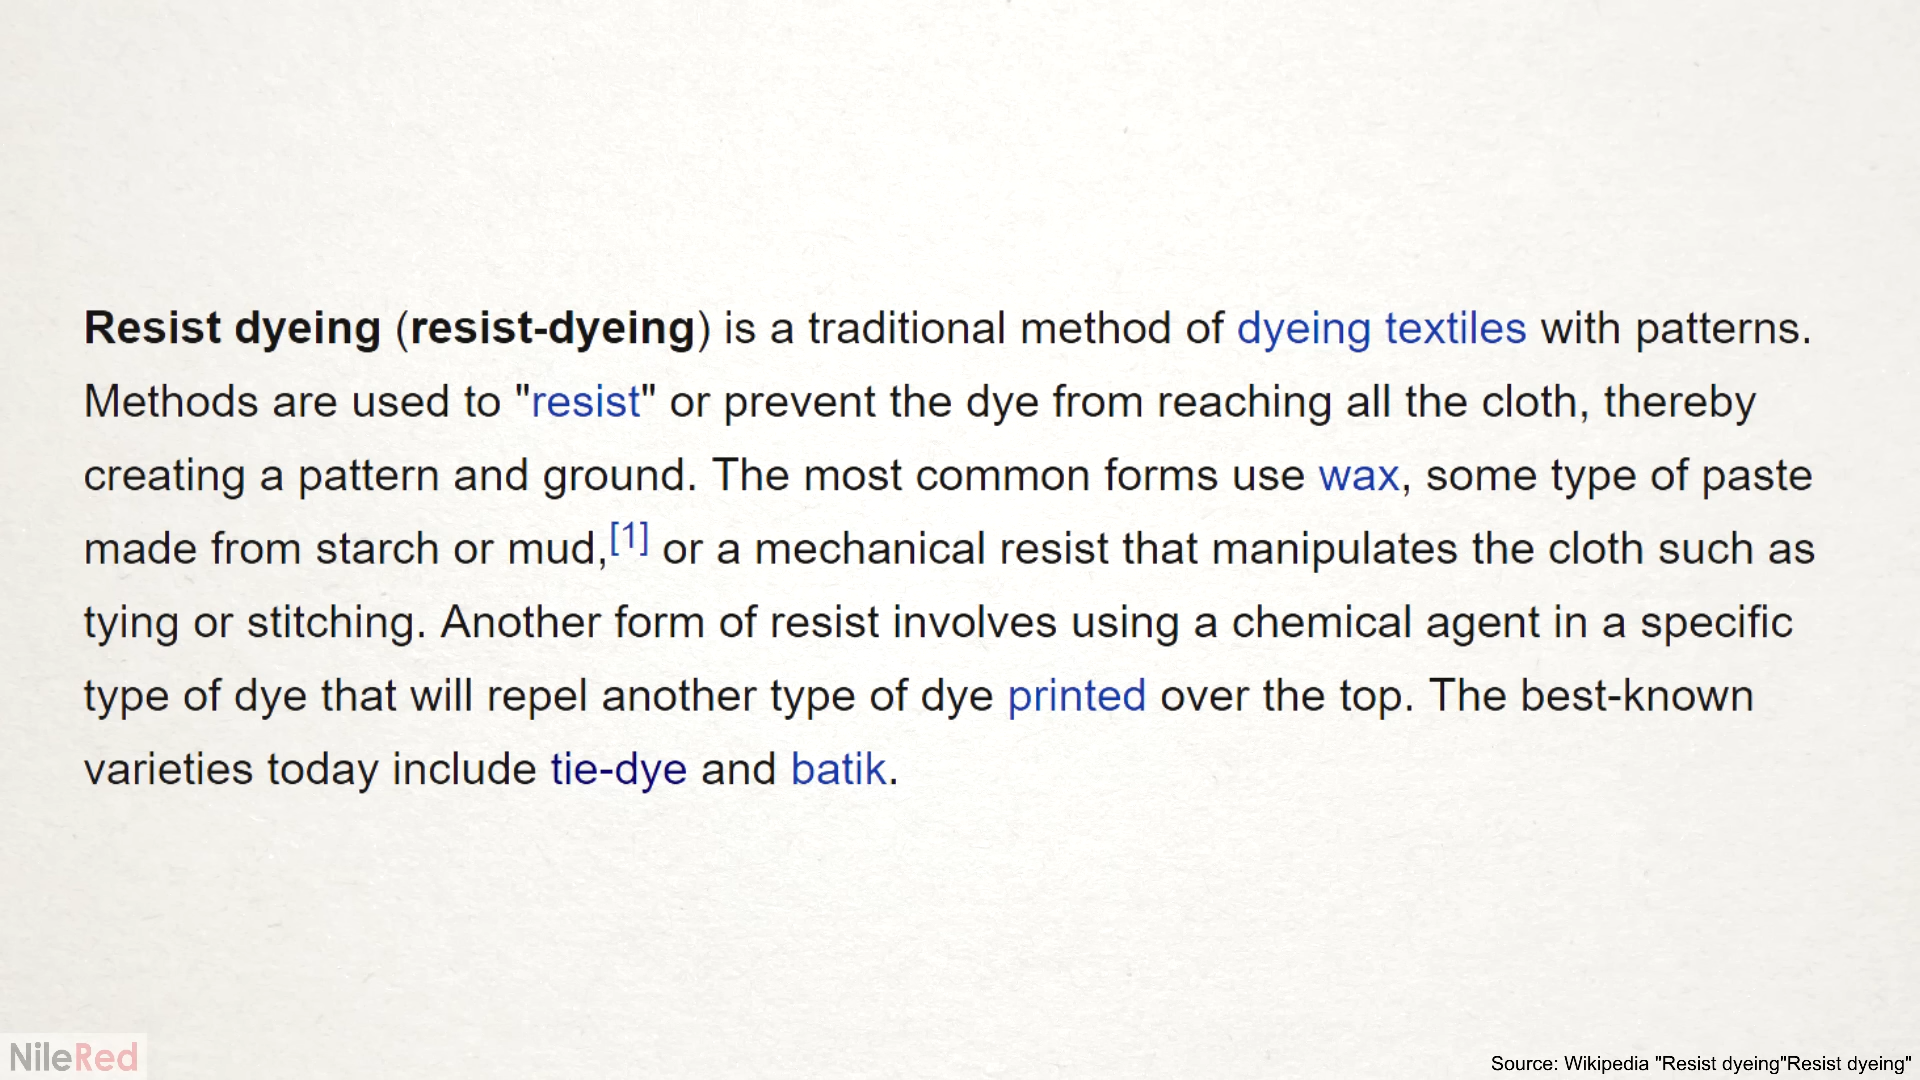 Resist dyeing (resist-dyeing) is a traditional method of dyeing textiles with patterns.
Methods are used to "resist" or prevent the dye from reaching all the cloth, thereby
creating a pattern and ground. The most common forms use wax, some type of paste
made from starch or mud,[1] or a mechanical resist that manipulates the cloth such as
tying or stitching. Another form of resist involves using a chemical agent in a specific
type of dye that will repel another type of dye printed over the top. The best-known
varieties today include tie-dye and batik.
NileRed
Source: Wikipedia "Resist dyeing"Resist dyeing"